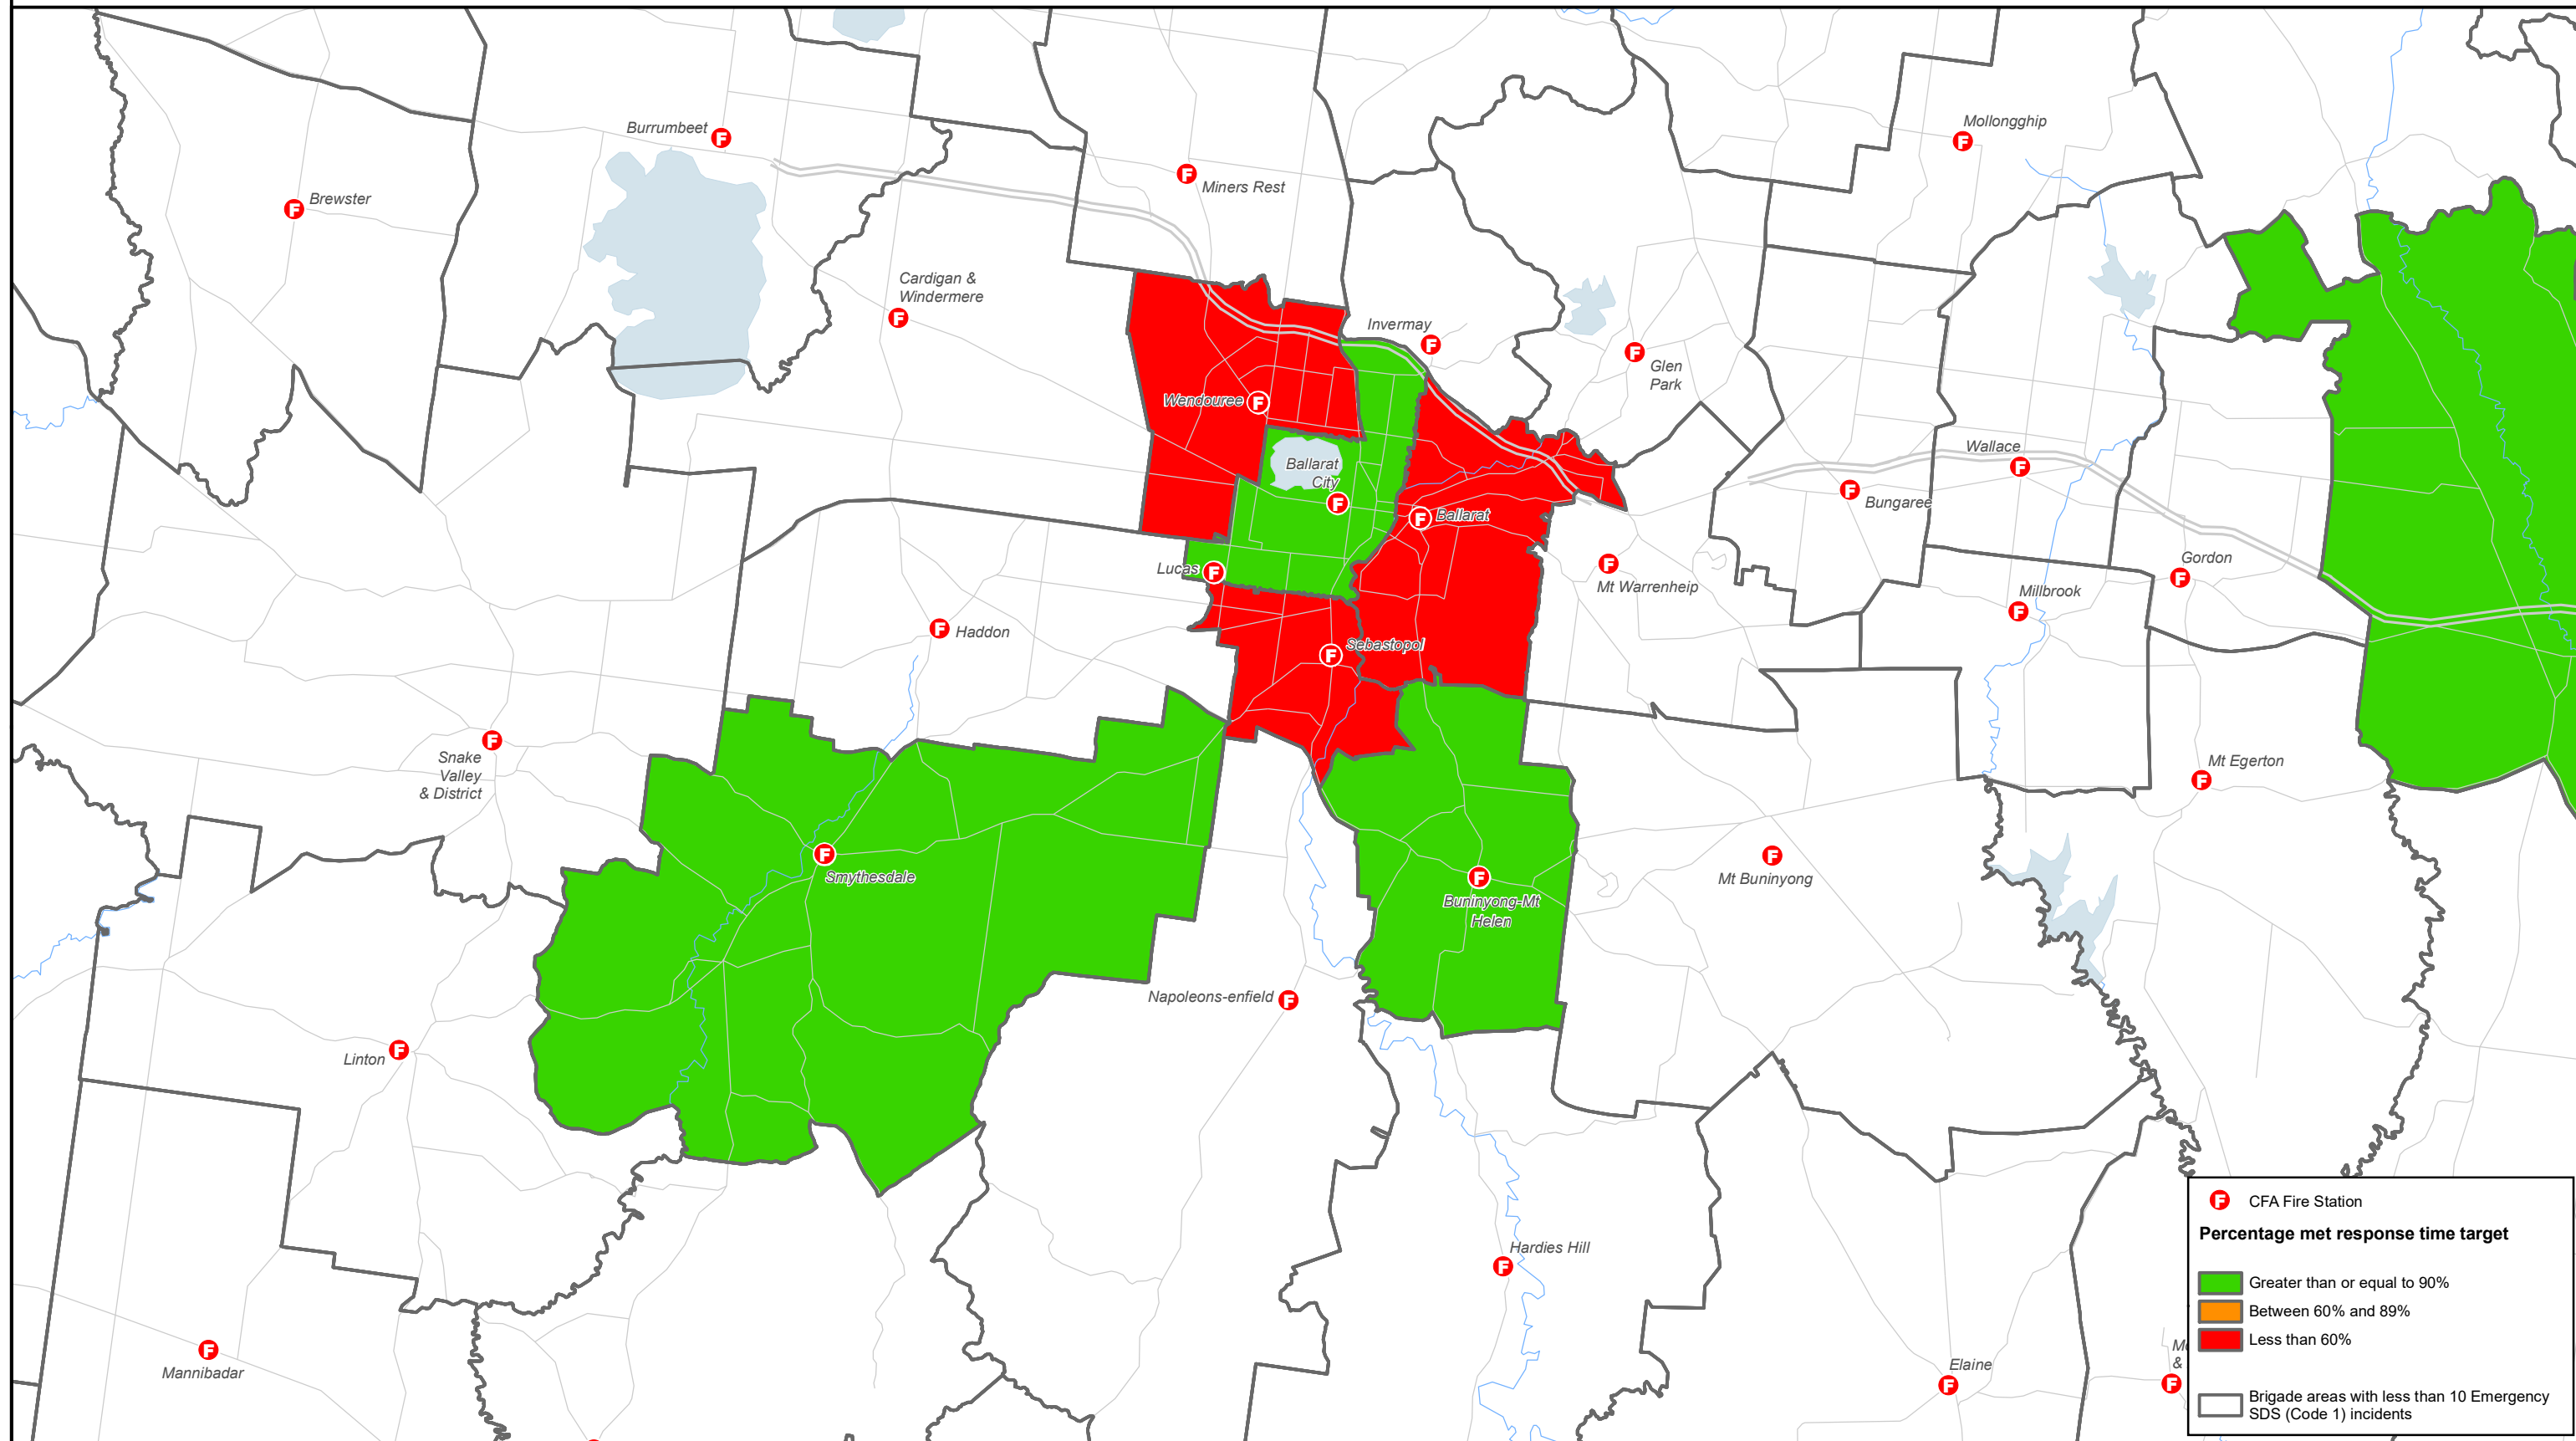 Burrumbeet
Mollongghip
Miners Rest
Brewster
Cardigan &
Windermere
Invermay
Glen
Park
Wendouree
Wallace
Ballarat
City
Bungaree
Ballarat
Gordon
Lucas
Mt Warrenheip
Millbrook
Haddon
Sebastopol
Snake
Valley
& District
Mt Egerton
Smythesdale
Mt Buninyong
Buninyong-Mt
Helen
Napoleons-enfield
Linton
Hardies Hill
Mannibadar
Elaine
&
F CFA Fire Station
Percentage met response time target
Greater than or equal to 90%
Between 60% and 89%
Less than 60%
Brigade areas with less than 10 Emergency
SDS (Code 1) incidents